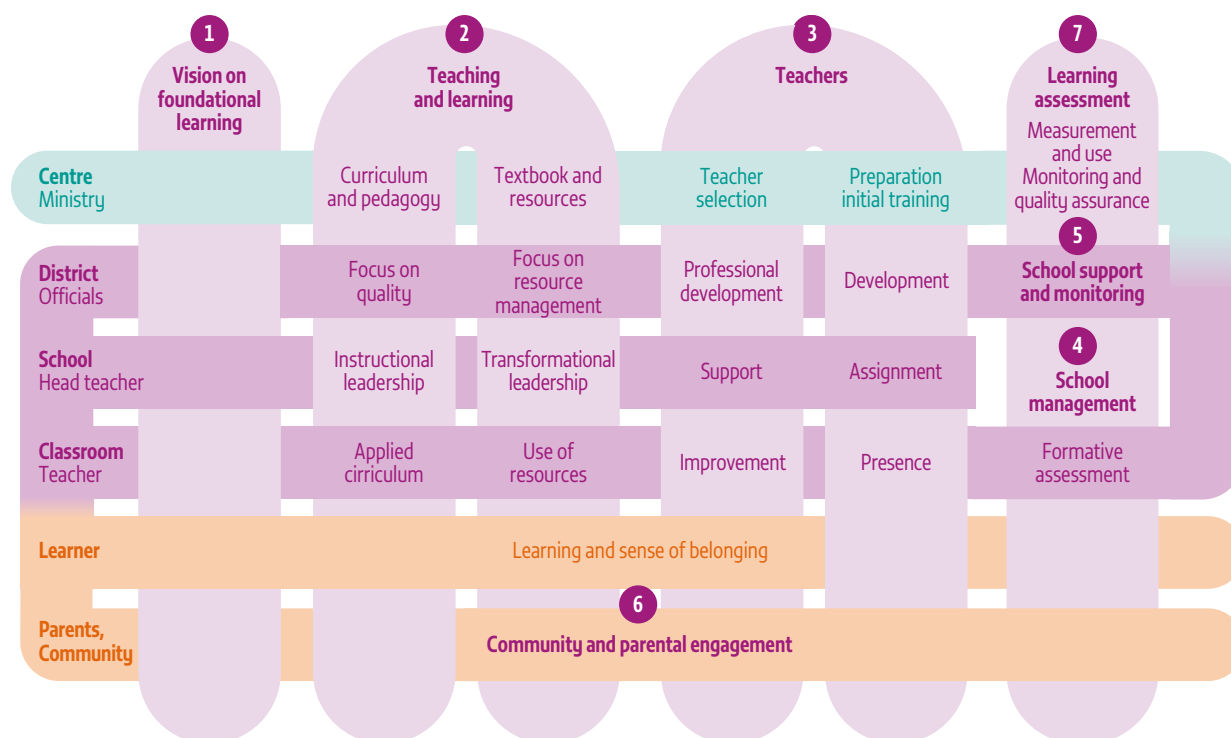 1
Vision on
foundational
learning
2
Teaching
and learning
3
Teachers
7
Learning
assessment
Measurement
and use
Monitoring and
quality assurance
Centre
Ministry
Curriculum
and pedagogy
Textbook and
resources
Teacher
selection
Preparation
initial training
District
Officials
Focus on
quality
Focus on
resource
management
Professional
development
Development
5
School support
and monitoring
School
Head teacher
Instructional
leadership
Transformational
leadership
Support
Assignment
4
School
management
Classroom
Teacher
Applied
cirriculum
Use of
resources
Improvement
Presence
Formative
assessment
Learner
Learning and sense of belonging
Parents,
Community
6
Community and parental engagement